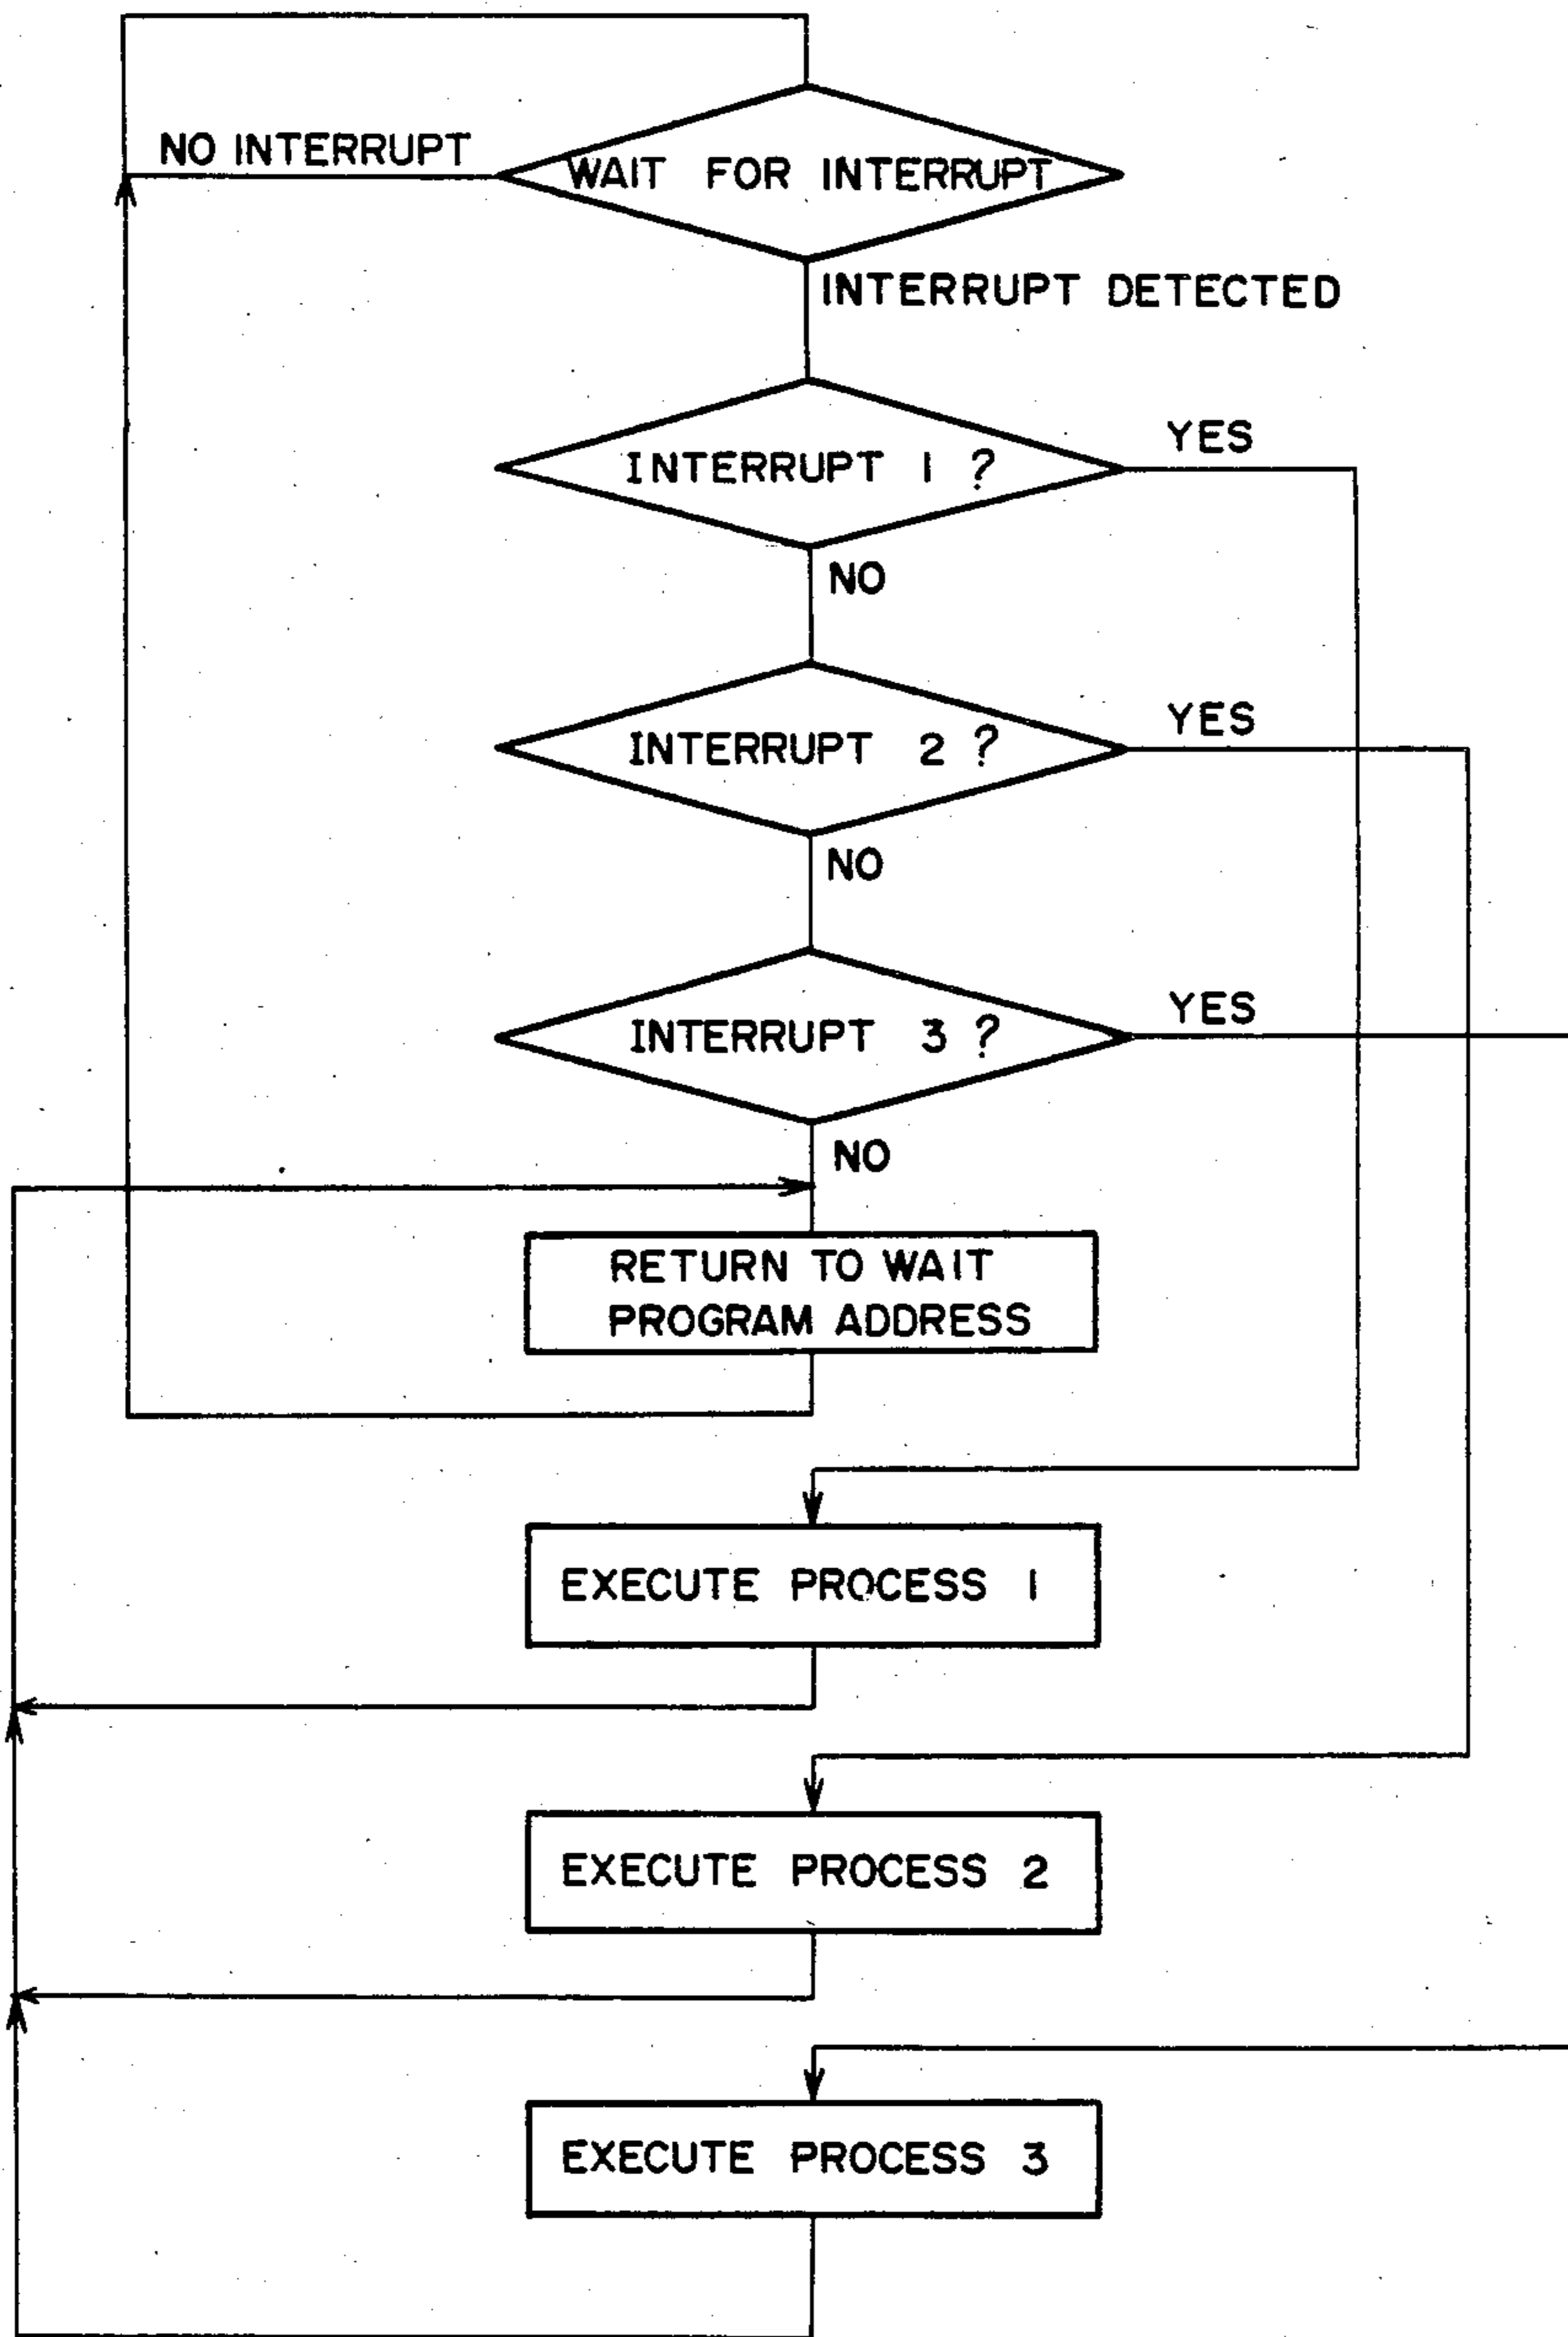 NO INTERRUPT
WAIT FOR INTERRUPT
INTERRUPT DETECTED
INTERRUPT 1 ?
YES
NO
INTERRUPT 2 ?
YES
NO
INTERRUPT 3 ?
YES
NO
RETURN TO WAIT
PROGRAM ADDRESS
EXECUTE PROCESS 1
EXECUTE PROCESS 2
EXECUTE PROCESS 3